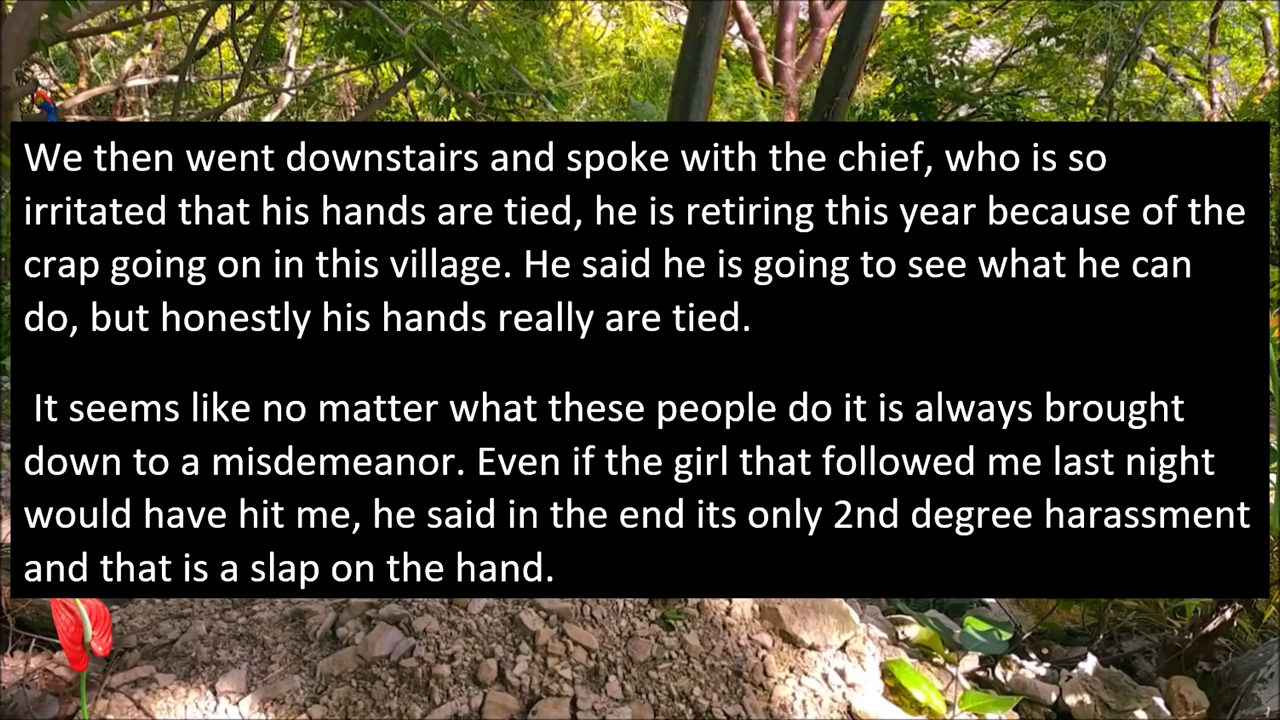 We then went downstairs and spoke with the chief, who is so
irritated that his hands are tied, he is retiring this year because of the
crap going on in this village. He said he is going to see what he can
do, but honestly his hands really are tied.
It seems like no matter what these people do it is always brought
down to a misdemeanor. Even if the girl that followed me last night
would have hit me, he said in the end its only 2nd degree harassment
and that is a slap on the hand.